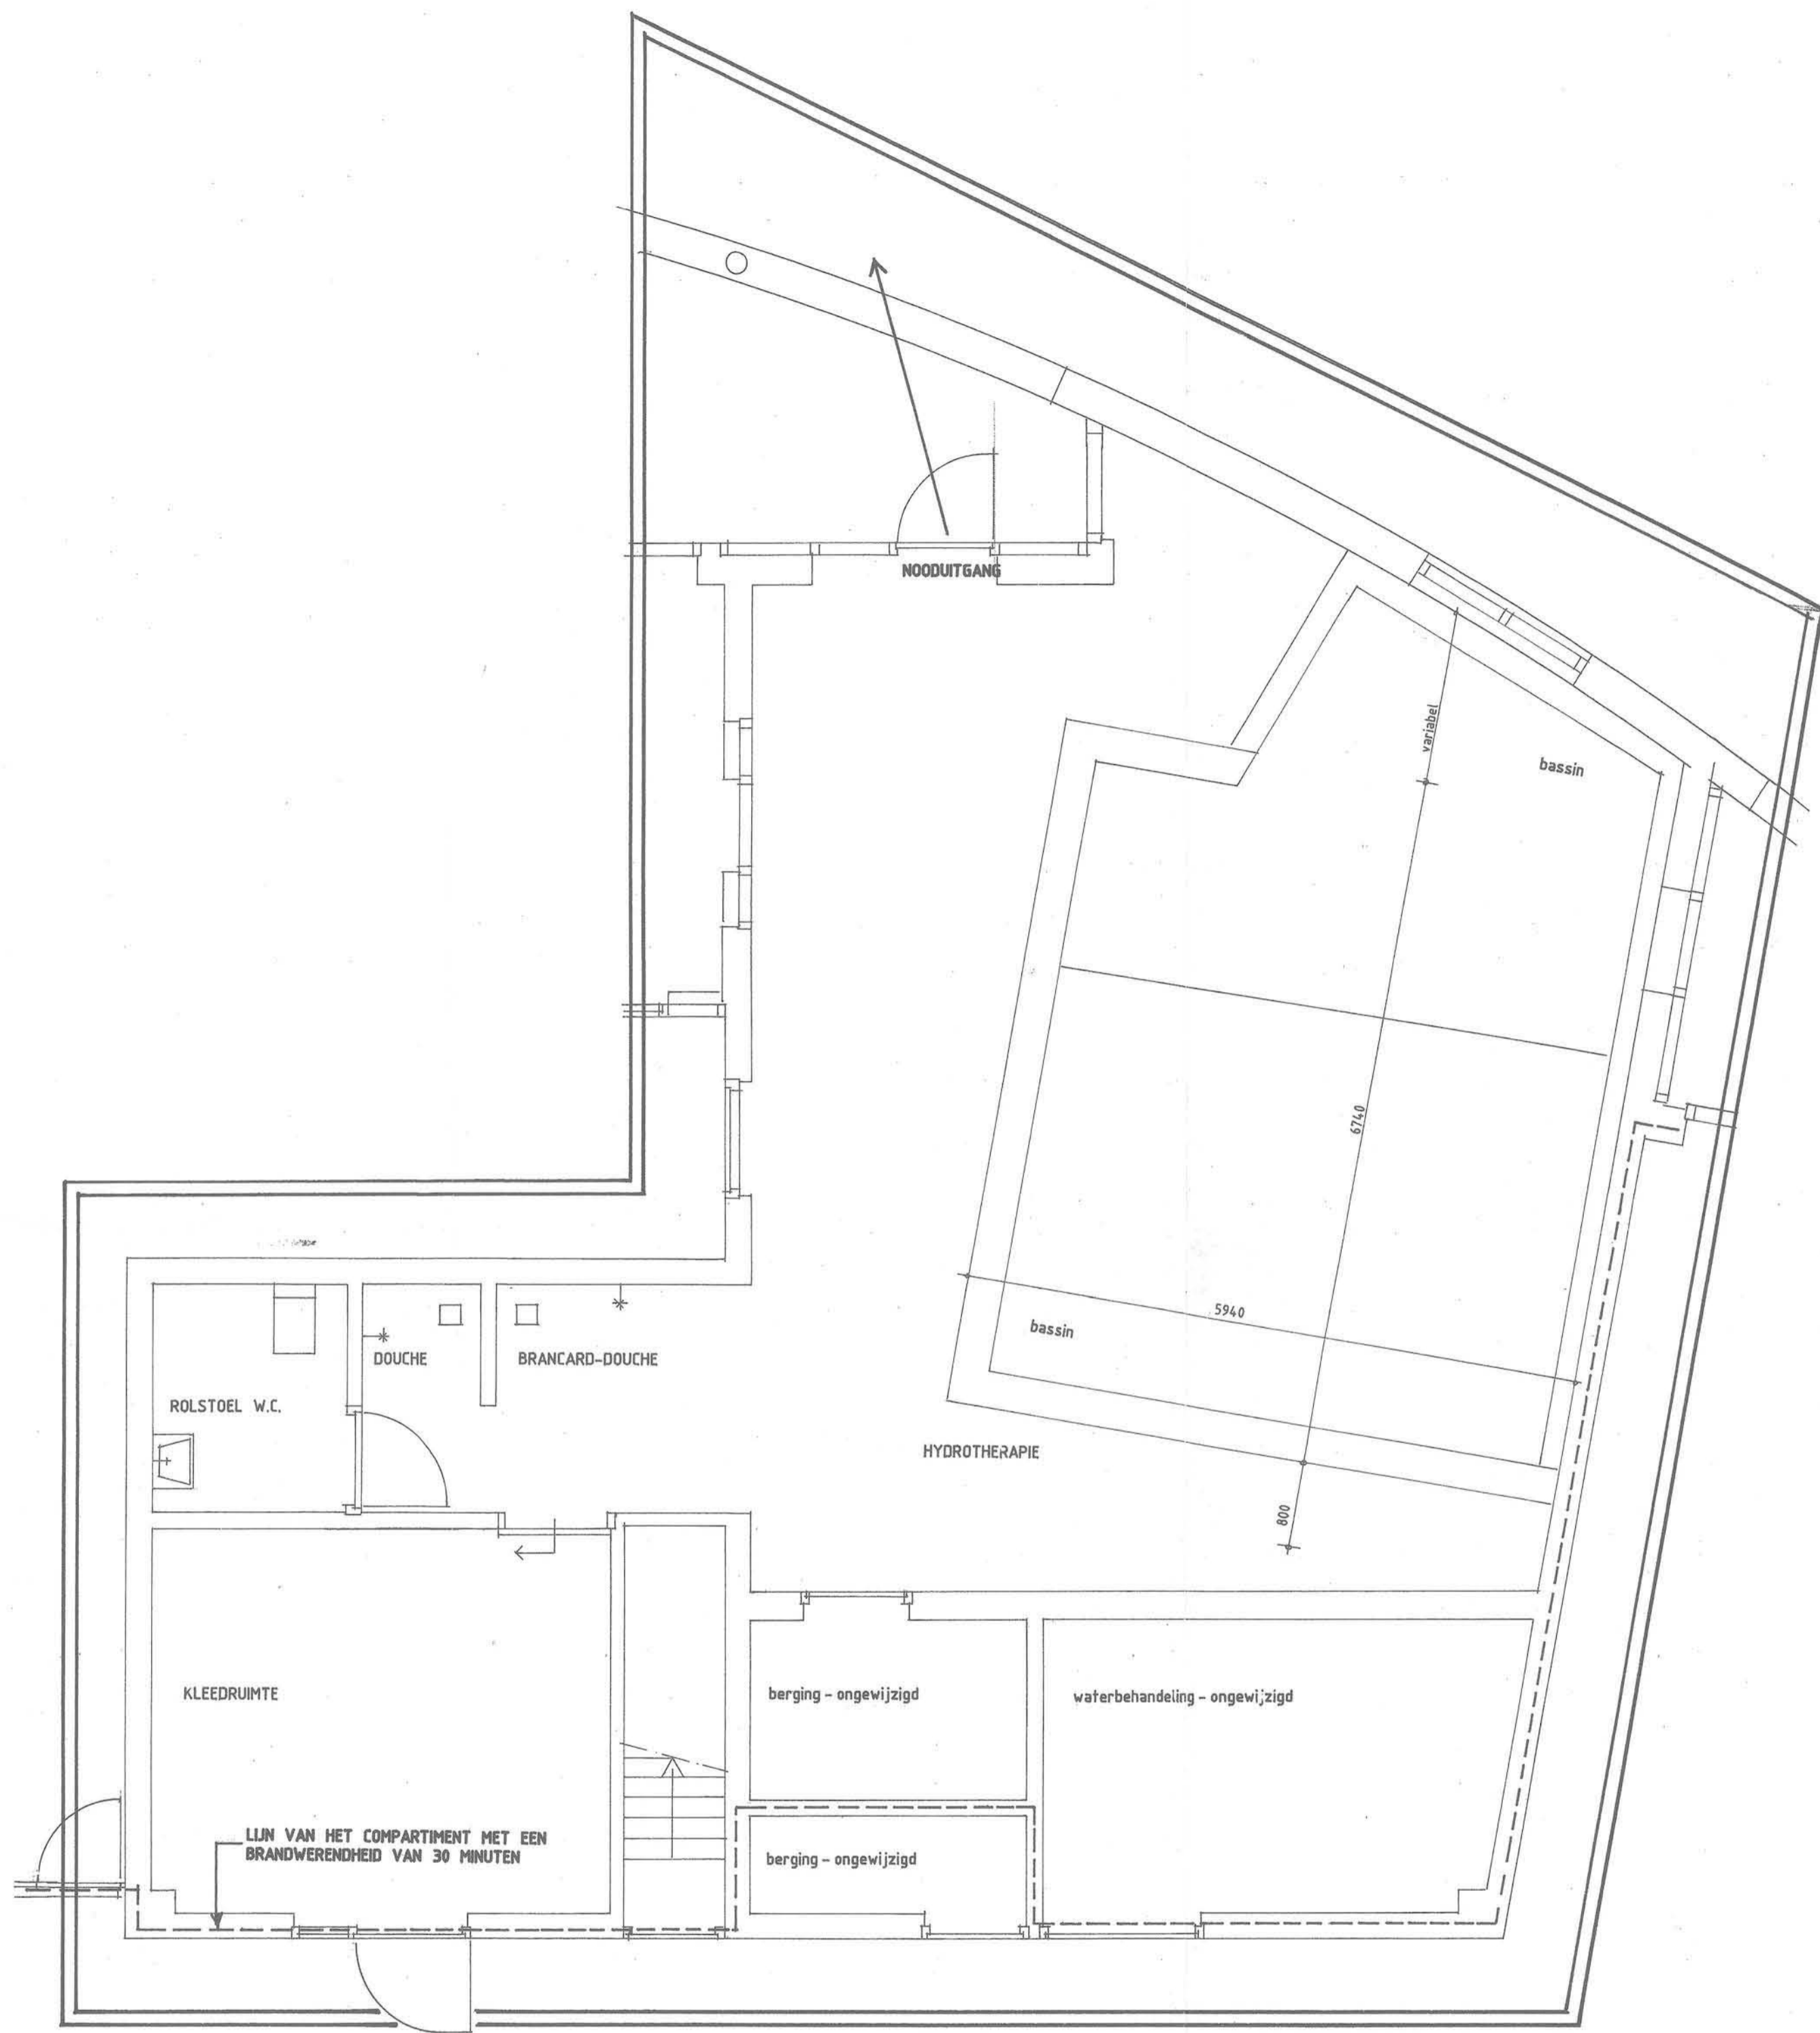 NOODUITGANG
variabel
bassin
6740
5940
bassin
DOUCHE
BRANCARD-DOUCHE
ROLSTOEL W.C.
HYDROTHERAPIE
800
KLEEDRUIMTE
berging - ongewijzigd
waterbehandeling - ongewijzigd
LIJN VAN HET COMPARTIMENT MET EEN
BRANDWERENDHEID VAN 30 MINUTEN
berging - ongewijzigd